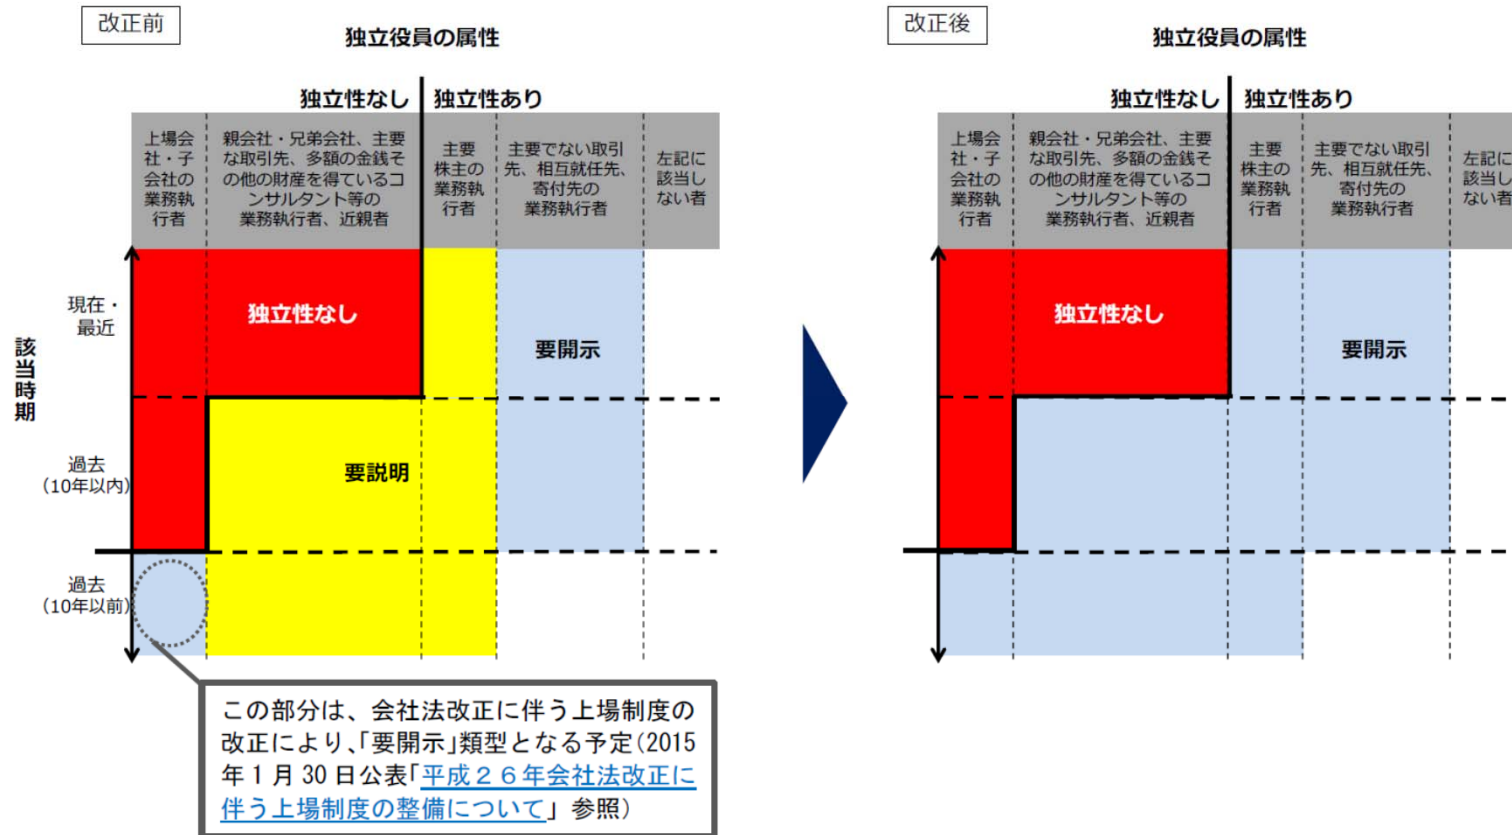 改正前
独立役員の属性
独立性なし
独立性あり
上場会
社・子
会社の
業務執
行者
親会社・兄弟会社、主要
な取引先、多額の金銭そ
の他の財産を得ているコ
ンサルタント等の
業務執行者、近親者
主要
株主の
業務執
行者
主要でない取引
先、相互就任先、
寄付先の
業務執行者
左記に
該当し
ない者
該当時期
現在・
最近
独立性なし
要開示
過去
(10年以内)
要説明
過去
(10年以前)
この部分は、会社法改正に伴う上場制度の
改正により、「要開示」類型となる予定(2015
年1月30日公表「平成26年会社法改正に
伴う上場制度の整備について」参照)
改正後
独立役員の属性
独立性なし
独立性あり
上場会
社・子
会社の
業務執
行者
親会社・兄弟会社、主要
な取引先、多額の金銭そ
の他の財産を得ているコ
ンサルタント等の
業務執行者、近親者
主要
株主の
業務執
行者
主要でない取引
先、相互就任先、
寄付先の
業務執行者
左記に
該当し
ない者
独立性なし
要開示